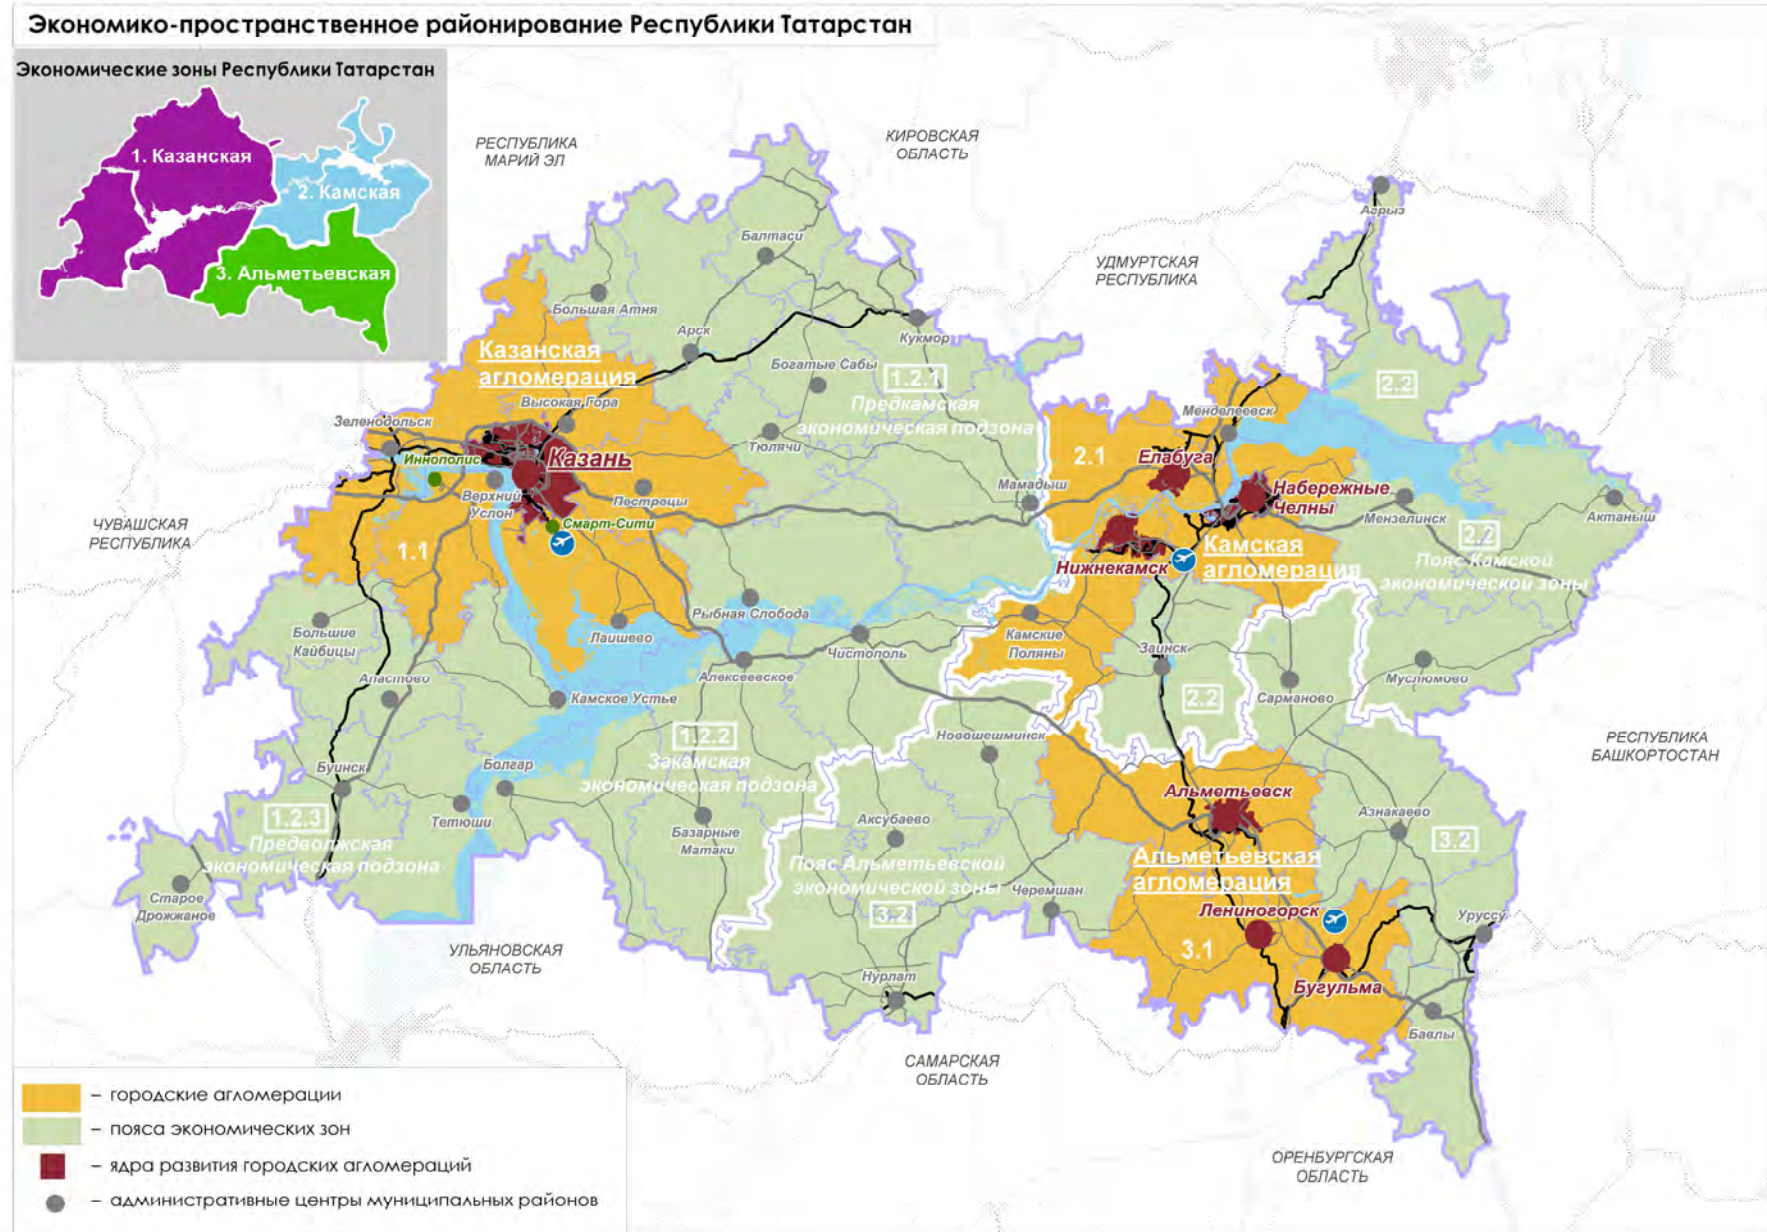 Экономико-пространственное районирование Республики Татарстан
Экономические зоны Республики Татарстан
1. Казанская
2. Камская
3. Альметьевская
РЕСПУБЛИКА
МАРИЙ ЭЛ
КИРОВСКАЯ
ОБЛАСТЬ
УДМУРТСКАЯ
РЕСПУБЛИКА
Агрыз
Балтаси
Большая Атня
Арск
Кукмор
Казанская
агломерация
Богатые Сабы
1.2.1
Предкамская
экономическая подзона
2.2
Высокая Гора
Зеленодольск
Тюлячи
Менделеевск
Иннополис
Казань
2.1
Елабуга
Верхний
Услон
Пестрецы
Мамадыш
Набережные
Челны
Мензелинск
Актаныш
Смарт-Сити
ЧУВАШСКАЯ
РЕСПУБЛИКА
1.1
Нижнекамск
Камская
агломерация
2.2
Пояс Камской
экономической зоны
Рыбная Слобода
Большие
Кайбицы
Лаишево
Чистополь
Камские
Поляны
Заинск
Апастово
Алексеевское
Камское Устье
2.2
Сарманово
Муслюмово
1.2.2
Закамская
экономическая подзона
Новошешминск
РЕСПУБЛИКА
БАШКОРТОСТАН
Буинск
Болгар
Альметьевск
1.2.3
Предволжская
экономическая подзона
Тетюши
Базарные
Матаки
Аксубаево
Азнакаево
3.2
Пояс Альметьевской
экономической зоны
3.2
Альметьевская
агломерация
Старое
Дрожжаное
Черемшан
Лениногорск
Уруссу
УЛЬЯНОВСКАЯ
ОБЛАСТЬ
3.1
Нурлат
Бугульма
Бавлы
САМАРСКАЯ
ОБЛАСТЬ
ОРЕНБУРГСКАЯ
ОБЛАСТЬ
– городские агломерации
– пояса экономических зон
– ядра развития городских агломераций
– административные центры муниципальных районов